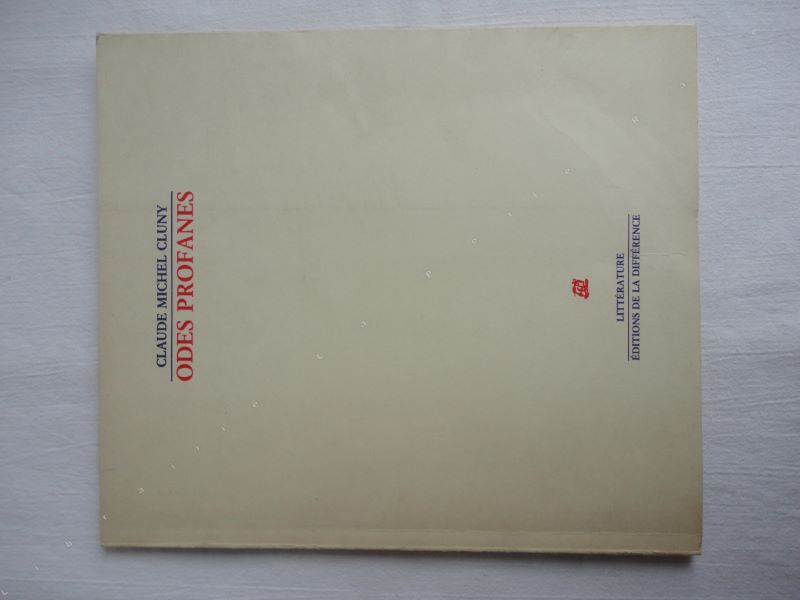 CLAUDE MICHEL CLUNY
ODES PROFANES
LITTÉRATURE
ÉDITIONS DE LA DIFFÉRENCE